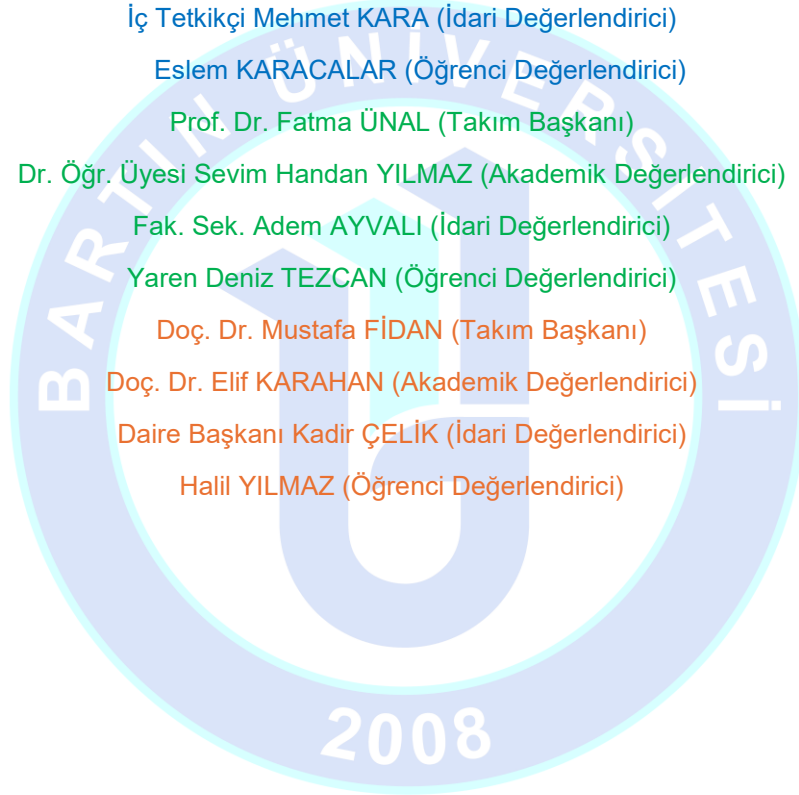 İç Tetkikçi Mehmet KARA (İdari Değerlendirici)
Eslem KARACALAR (Öğrenci Değerlendirici)
Prof. Dr. Fatma ÜNAL (Takım Başkanı)
Dr. Öğr. Üyesi Sevim Handan YILMAZ (Akademik Değerlendirici)
Fak. Sek. Adem AYVALI (İdari Değerlendirici)
Yaren Deniz TEZCAN (Öğrenci Değerlendirici)
Doç. Dr. Mustafa FİDAN (Takım Başkanı)
Doç. Dr. Elif KARAHAN (Akademik Değerlendirici)
Daire Başkanı Kadir ÇELİK (İdari Değerlendirici)
Halil YILMAZ (Öğrenci Değerlendirici)
BARTIN ÜNİVERSİTESİ
2008